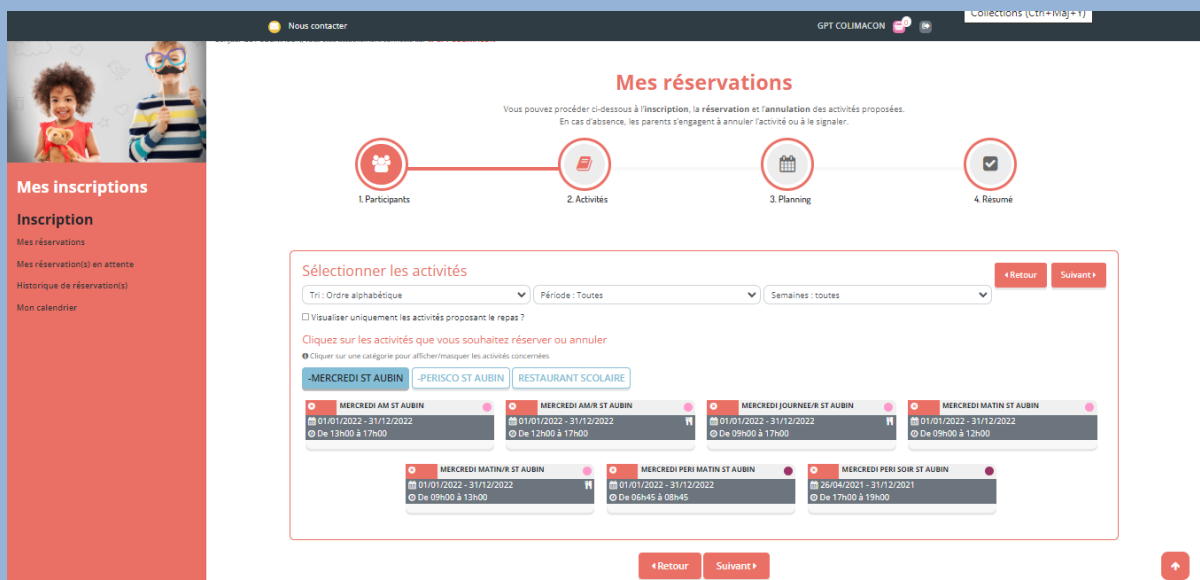 Nous contacter
GPT COLIMACON
0
Collections (Ctrl+Maj+Y)
Mes réservations
Vous pouvez procéder ci-dessous à l'inscription, la réservation et l'annulation des activités proposées.
En cas d'absence, les parents s'engagent à annuler l'activité ou à le signaler.
1. Participants
2. Activités
3. Planning
4. Résumé
Mes inscriptions
Inscription
Mes réservations
Mes réservation(s) en attente
Historique de réservation(s)
Mon calendrier
Sélectionner les activités
Retour
Suivant
Tri : Ordre alphabétique
Période : Toutes
Semaines : toutes
Visualiser uniquement les activités proposant le repas ?
Cliquez sur les activités que vous souhaitez réserver ou annuler
Cliquer sur une catégorie pour afficher/masquer les activités concernées
-MERCREDI ST AUBIN
-PERISCO ST AUBIN
RESTAURANT SCOLAIRE
MERCREDI AM ST AUBIN
01/01/2022 - 31/12/2022
De 13h00 à 17h00
MERCREDI AM/R ST AUBIN
01/01/2022 - 31/12/2022
De 12h00 à 17h00
MERCREDI JOURNEE/R ST AUBIN
01/01/2022 - 31/12/2022
De 09h00 à 17h00
MERCREDI MATIN ST AUBIN
01/01/2022 - 31/12/2022
De 09h00 à 12h00
MERCREDI MATIN/R ST AUBIN
01/01/2022 - 31/12/2022
De 09h00 à 13h00
MERCREDI PERI MATIN ST AUBIN
01/01/2022 - 31/12/2022
De 06h45 à 08h45
MERCREDI PERI SOIR ST AUBIN
26/04/2021 - 31/12/2021
De 17h00 à 19h00
Retour
Suivant